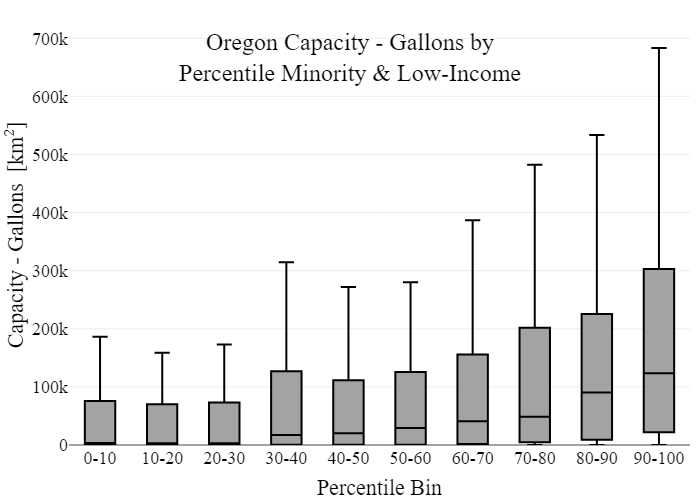 Oregon Capacity - Gallons by
Percentile Minority & Low-Income
Capacity - Gallons [km²]
700k
600k
500k
400k
300k
200k
100k
0
0-10 10-20 20-30 30-40 40-50 50-60 60-70 70-80 80-90 90-100
Percentile Bin